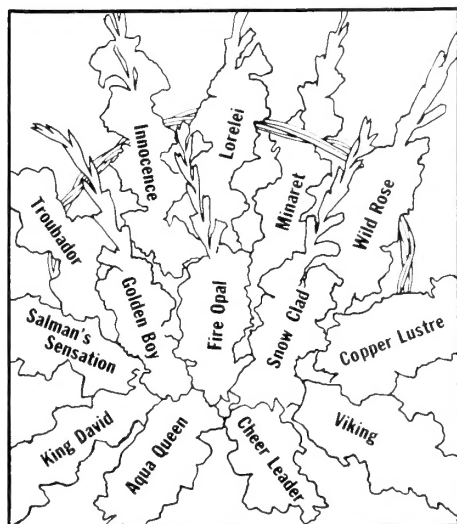 Innocence
Lorelei
Troubador
Minaret
Wild Rose
Golden Boy
Fire Opal
Snow Clad
Salman's
Sensation
Copper Lustre
King David
Aqua Queen
Cheer Leader
Viking